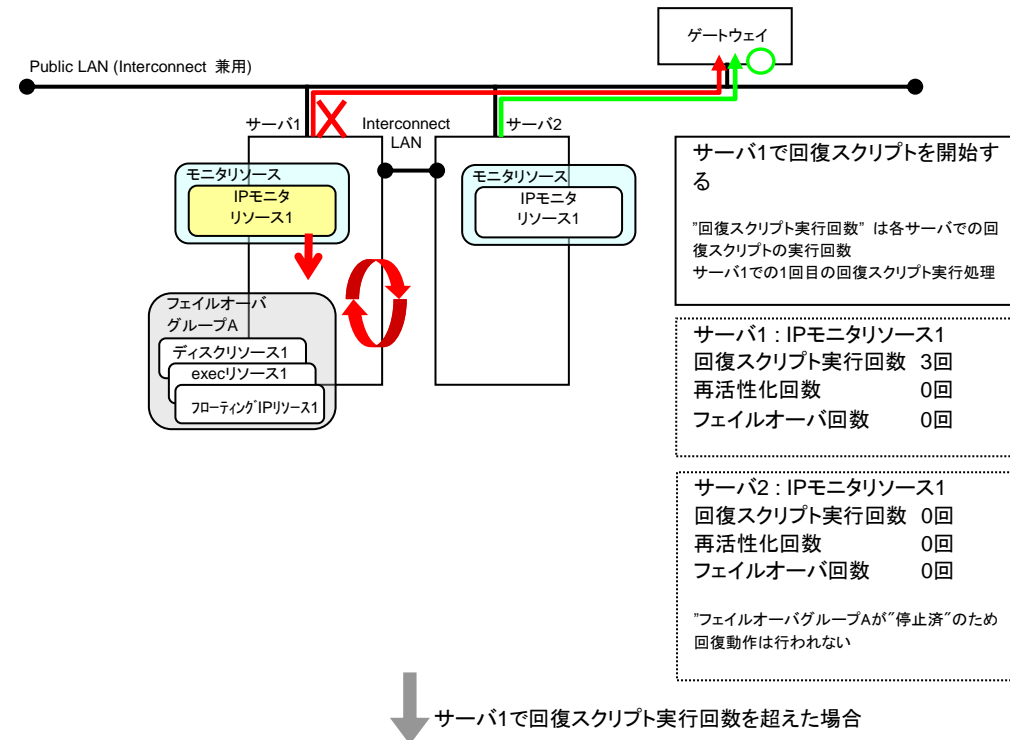 ゲートウェイ
Public LAN (Interconnect 兼用)
サーバ1
Interconnect
LAN
サーバ2
モニタリソース
IPモニタ
リソース1
モニタリソース
IPモニタ
リソース1
フェイルオーバ
グループA
ディスクリソース1
execリソース1
フローティングIPリソース1
サーバ1で回復スクリプトを開始す
る
"回復スクリプト実行回数" は各サーバでの回
復スクリプトの実行回数
サーバ1での1回目の回復スクリプト実行処理
サーバ1 : IPモニタリソース1
回復スクリプト実行回数 3回
再活性化回数 0回
フェイルオーバ回数 0回
サーバ2 : IPモニタリソース1
回復スクリプト実行回数 0回
再活性化回数 0回
フェイルオーバ回数 0回
"フェイルオーバグループAが"停止済"のため
回復動作は行われない
サーバ1で回復スクリプト実行回数を超えた場合